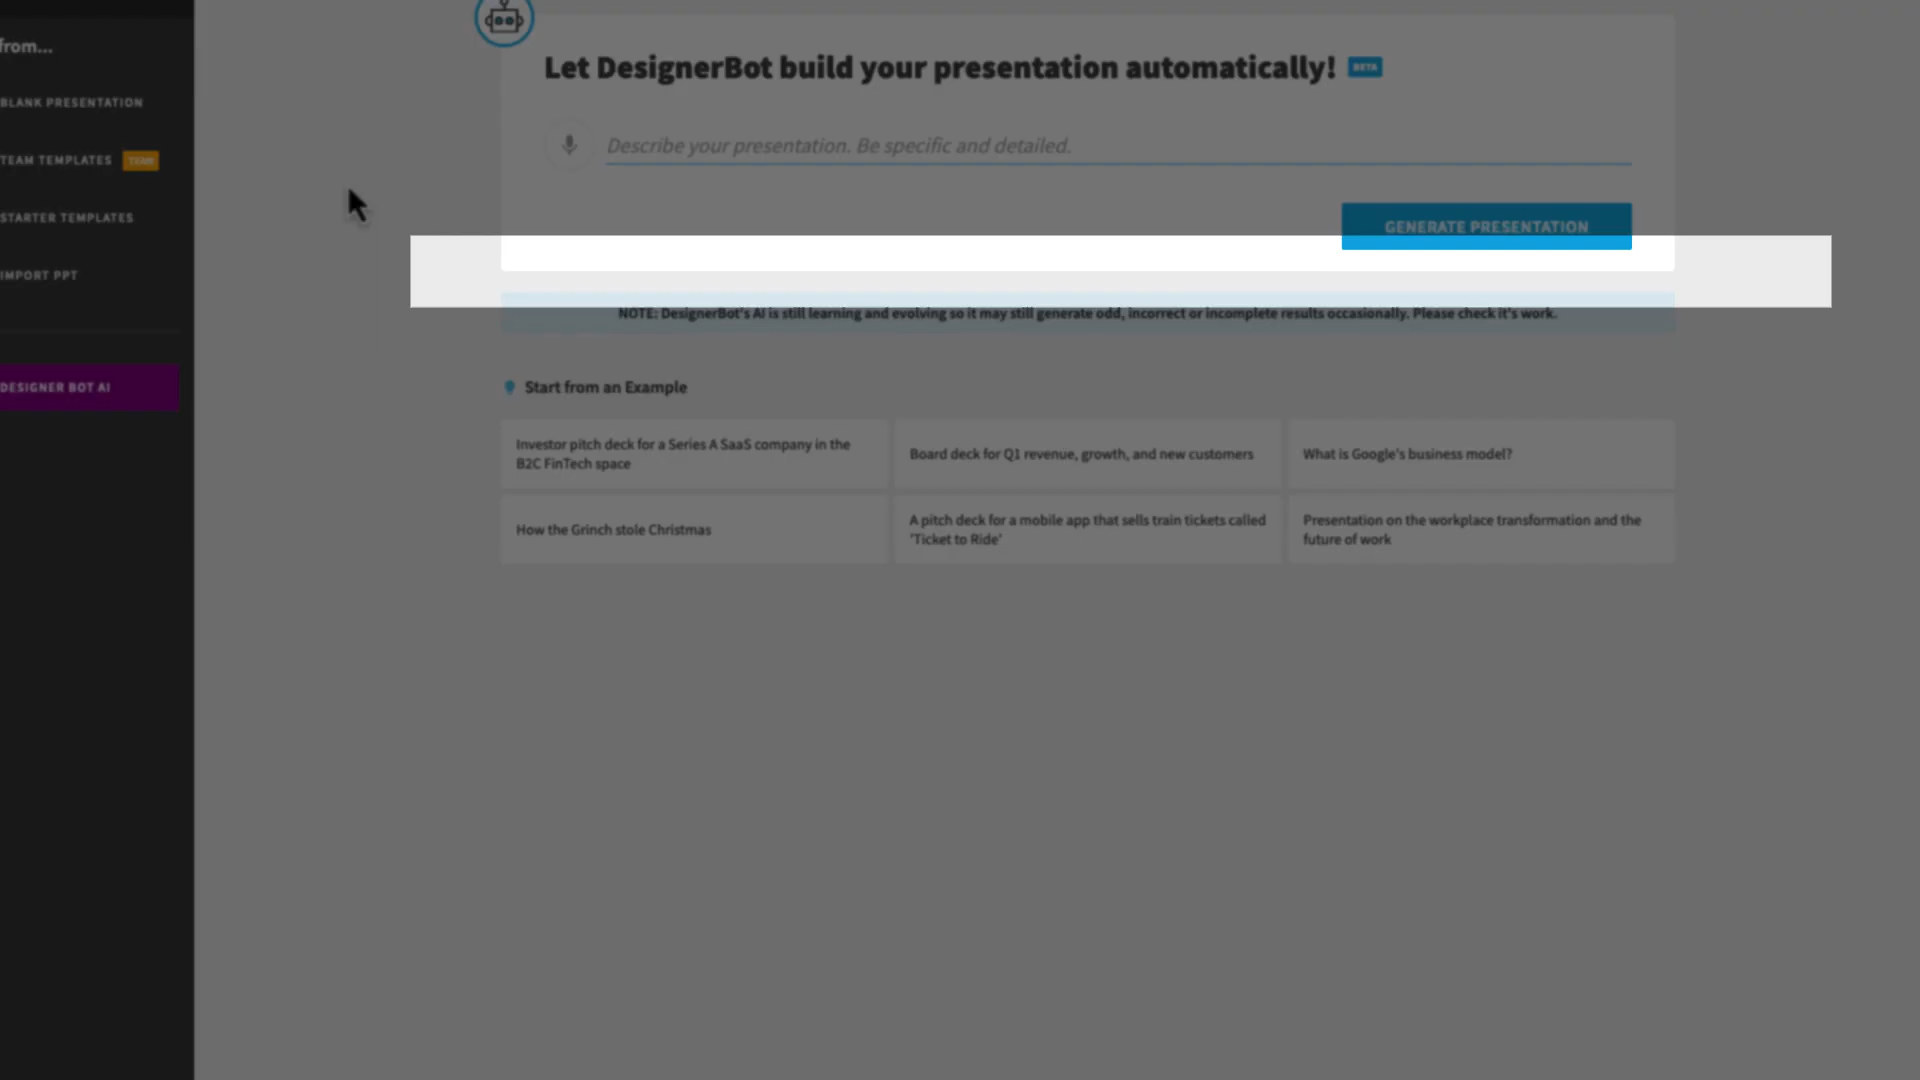 from...
BLANK PRESENTATION
TEAM TEMPLATES TEAM
STARTER TEMPLATES
IMPORT PPT
DESIGNER BOT AI
Let DesignerBot build your presentation automatically! BETA
Describe your presentation. Be specific and detailed.
GENERATE PRESENTATION
NOTE: DesignerBot's AI is still learning and evolving so it may still generate odd, incorrect or incomplete results occasionally. Please check it's work.
Start from an Example
Investor pitch deck for a Series A SaaS company in the
B2C FinTech space
Board deck for Q1 revenue, growth, and new customers
What is Google's business model?
How the Grinch stole Christmas
A pitch deck for a mobile app that sells train tickets called
'Ticket to Ride'
Presentation on the workplace transformation and the
future of work